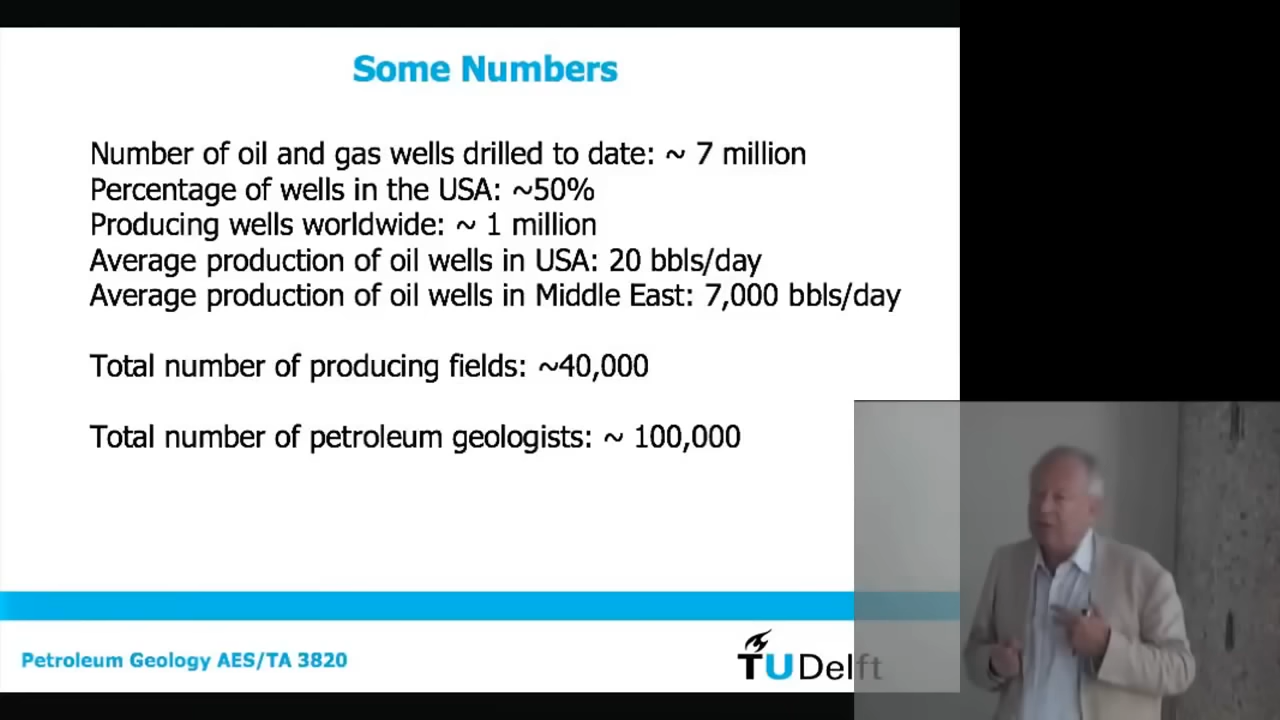 Some Numbers
Number of oil and gas wells drilled to date: ~ 7 million
Percentage of wells in the USA: ~50%
Producing wells worldwide: ~ 1 million
Average production of oil wells in USA: 20 bbls/day
Average production of oil wells in Middle East: 7,000 bbls/day
Total number of producing fields: ~40,000
Total number of petroleum geologists: ~ 100,000
Petroleum Geology AES/TA 3820
TU Delft